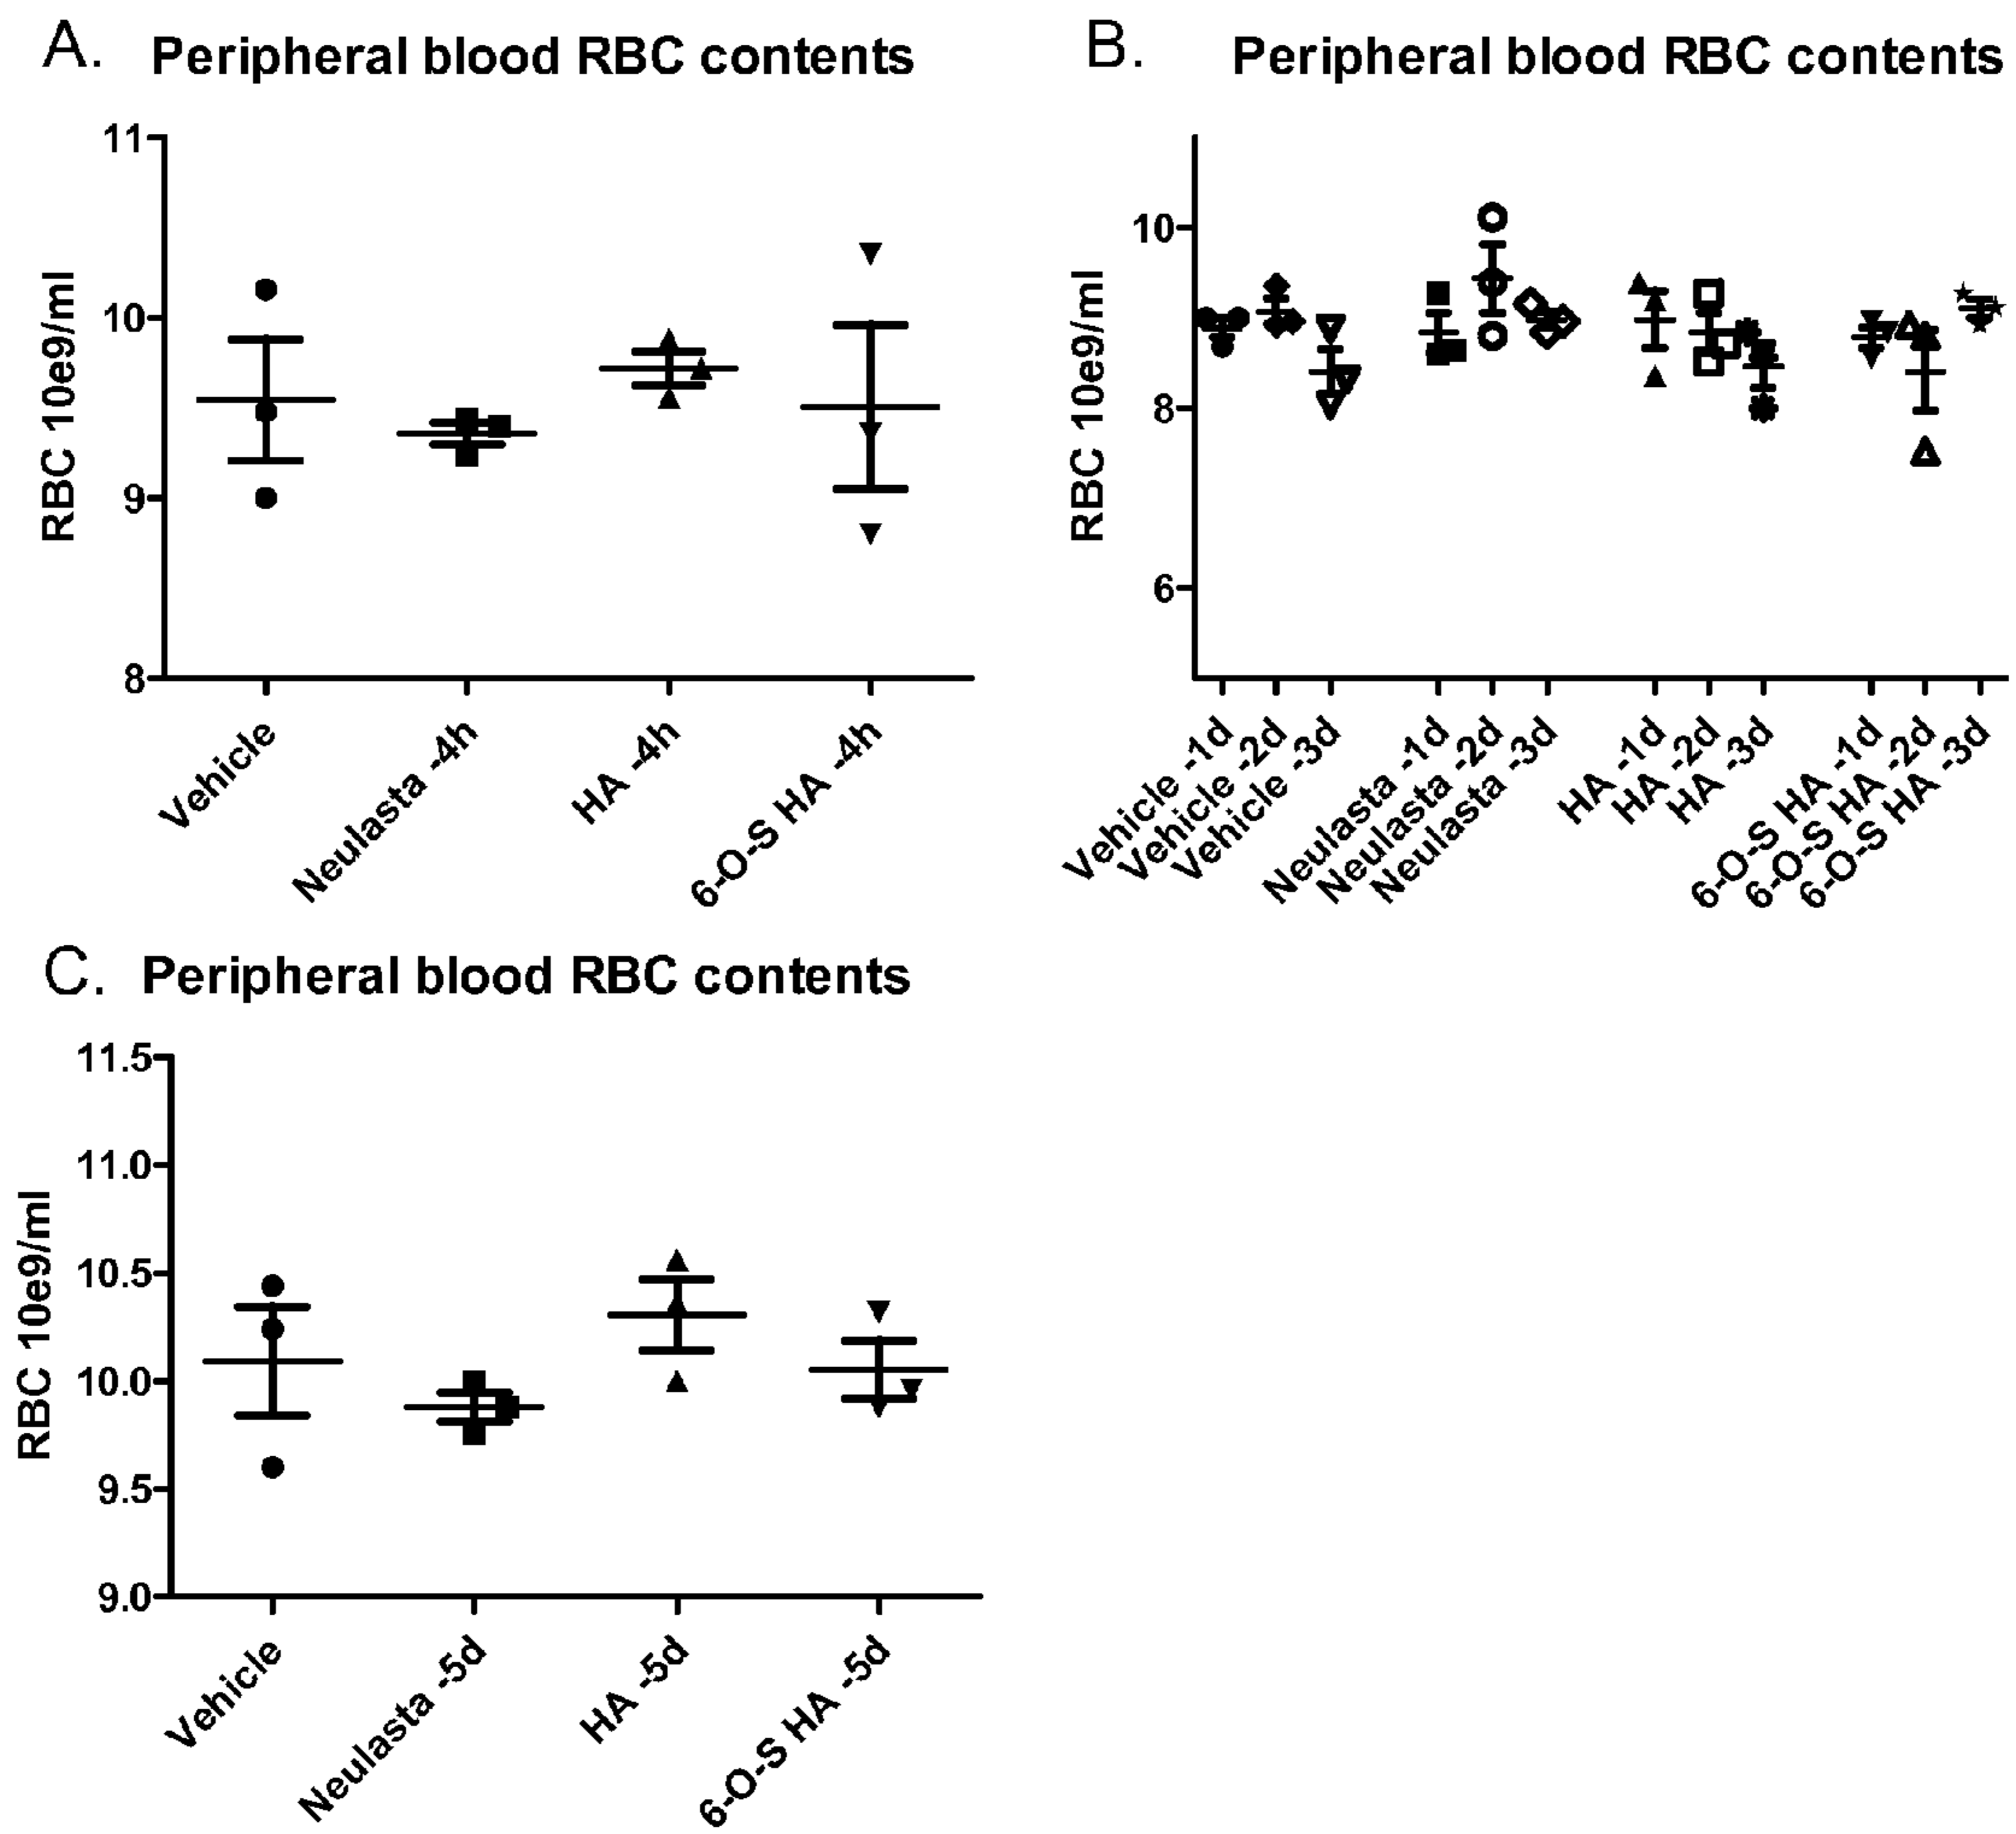 A. Peripheral blood RBC contents
RBC 10e9/ml
11
10
9
8
Vehicle
Neulasta -4h
HA -4h
6-O-S HA -4h
B. Peripheral blood RBC contents
RBC 10e9/ml
10
8
6
Vehicle -1d
Vehicle -2d
Vehicle -3d
Neulasta -1d
Neulasta -2d
Neulasta -3d
HA -1d
HA -2d
HA -3d
6-O-S HA -1d
6-O-S HA -2d
6-O-S HA -3d
C. Peripheral blood RBC contents
RBC 10e9/ml
11.5
11.0
10.5
10.0
9.5
9.0
Vehicle
Neulasta -5d
HA -5d
6-O-S HA -5d